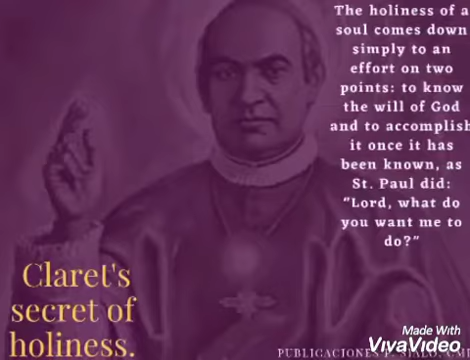 The holiness of a
soul comes down
simply to an
effort on two
points: to know
the will of God
and to accomplish
it once it has
been known, as
St. Paul did:
"Lord, what do
you want me to
do?"
Claret's
secret of
holiness.
Made With
VivaVideo
PUBLICACIONES